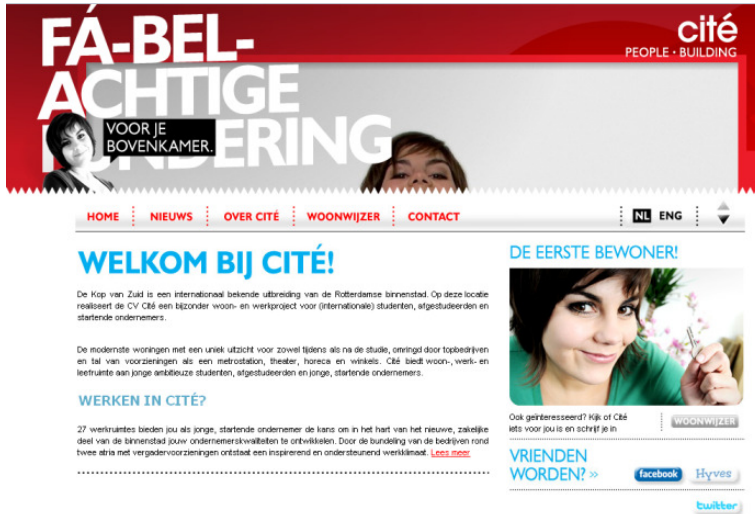 FÁ-BEL-
ACHTIGE
ERING
VOOR JE
BOVENKAMER.
cité
PEOPLE • BUILDING
HOME
NIEUWS
OVER CITÉ
WOONWIJZER
CONTACT
NL ENG
WELKOM BIJ CITÉ!
De Kop van Zuid is een internationaal bekende uitbreiding van de Rotterdamse binnenstad. Op deze locatie
realiseert de CV Cité een bijzonder woon- en werkproject voor (internationale) studenten, afgestudeerden en
startende ondernemers.
De modernste woningen met een uniek uitzicht voor zowel tijdens als na de studie, omringd door topbedrijven
en tal van voorzieningen als een metrostation, theater, horeca en winkels. Cité biedt woon-, werk- en
leefruimte aan jonge ambitieuze studenten, afgestudeerden en jonge, startende ondernemers.
WERKEN IN CITÉ?
27 werkruimtes bieden jou als jonge, startende ondernemer de kans om in het hart van het nieuwe, zakelijke
deel van de binnenstad jouw ondernemerskwaliteiten te ontwikkelen. Door de bundeling van de bedrijven rond
twee atria met vergadervoorzieningen ontstaat een inspirerend en ondersteunend werkklimaat. Lees meer
DE EERSTE BEWONER!
Ook geïnteresseerd? Kijk of Cité
iets voor jou is en schrijf je in
WOONWIJZER
VRIENDEN
WORDEN? »
facebook
Hyves
twitter